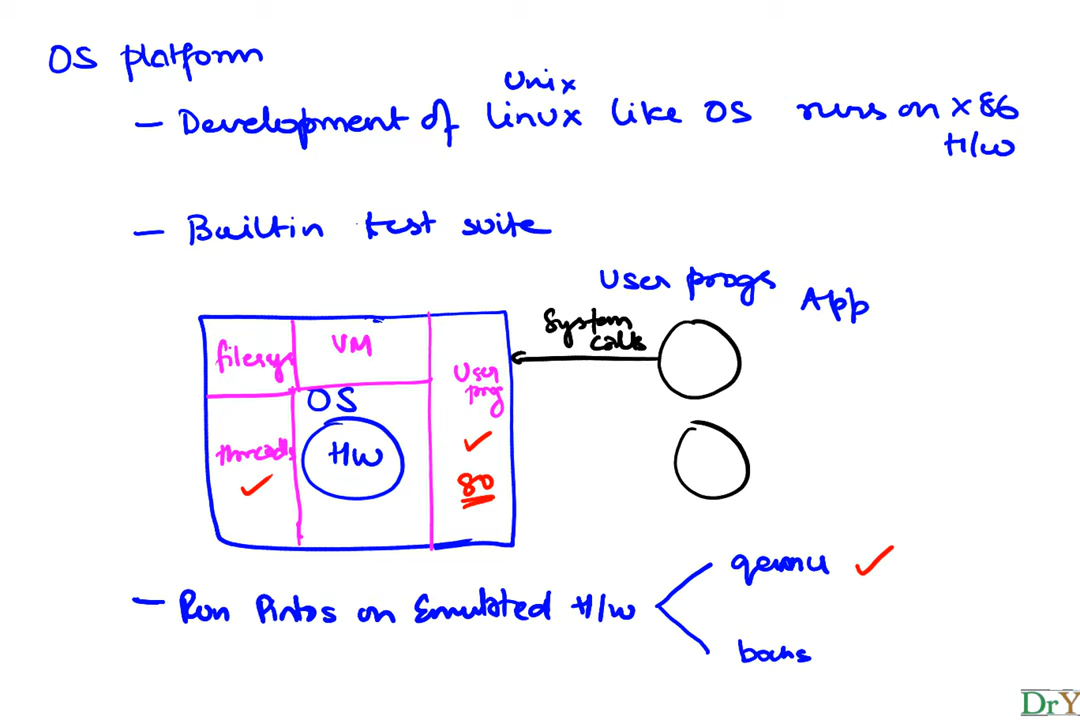 OS platform
Unix
– Development of Linux like OS runs on x86
H/W
– Builtin test suite
User progs App
System
calls
filesys VM
User
prog
OS
threads HW ✓
✓ 80
qemu ✓
– Run Pintos on Emulated H/W
bochs
DrY